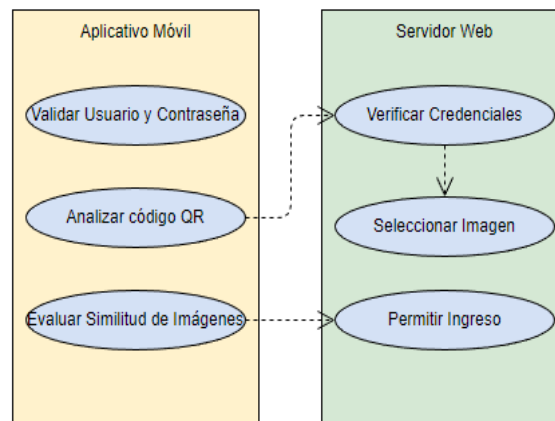 Aplicativo Móvil
Servidor Web
Validar Usuario y Contraseña
Verificar Credenciales
Analizar código QR
Seleccionar Imagen
Evaluar Similitud de Imágenes
Permitir Ingreso